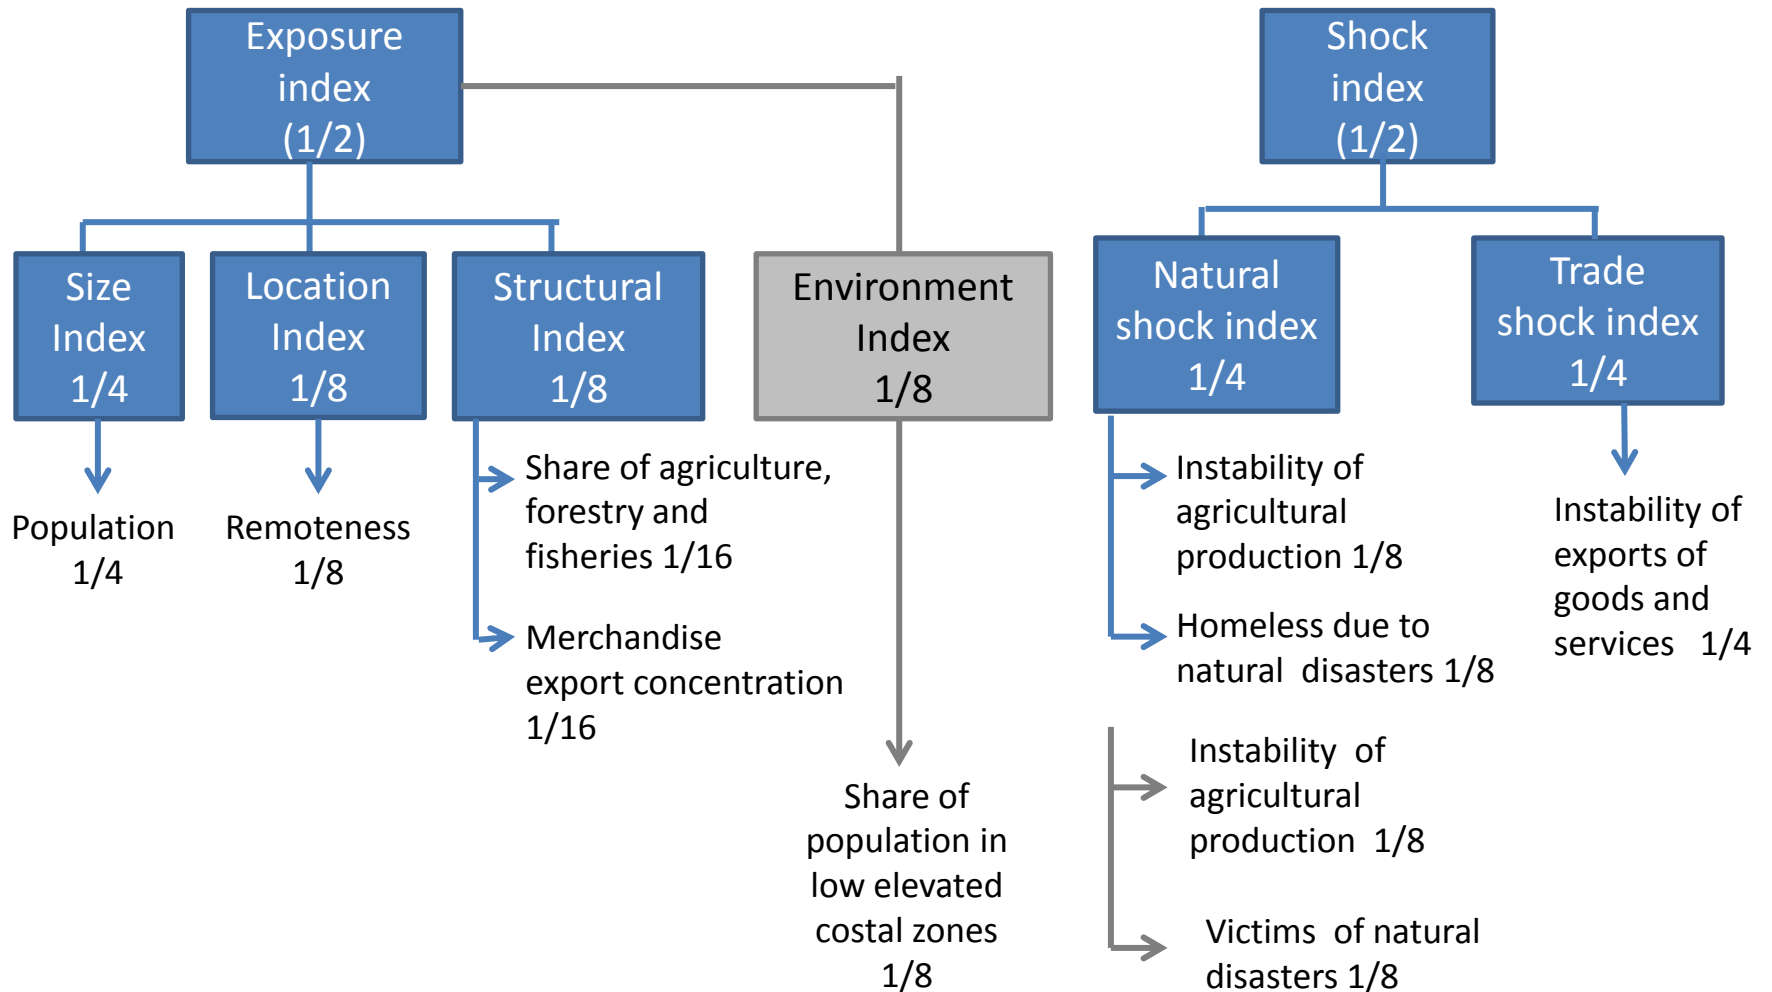 Exposure
index
(1/2)
Shock
index
(1/2)
Size
Index
1/4
Location
Index
1/8
Structural
Index
1/8
Environment
Index
1/8
Natural
shock index
1/4
Trade
shock index
1/4
Population
1/4
Remoteness
1/8
Share of agriculture,
forestry and
fisheries 1/16
Merchandise
export concentration
1/16
Share of
population in
low elevated
costal zones
1/8
Instability of
agricultural
production 1/8
Homeless due to
natural disasters 1/8
Instability of
agricultural
production 1/8
Victims of natural
disasters 1/8
Instability of
exports of
goods and
services 1/4